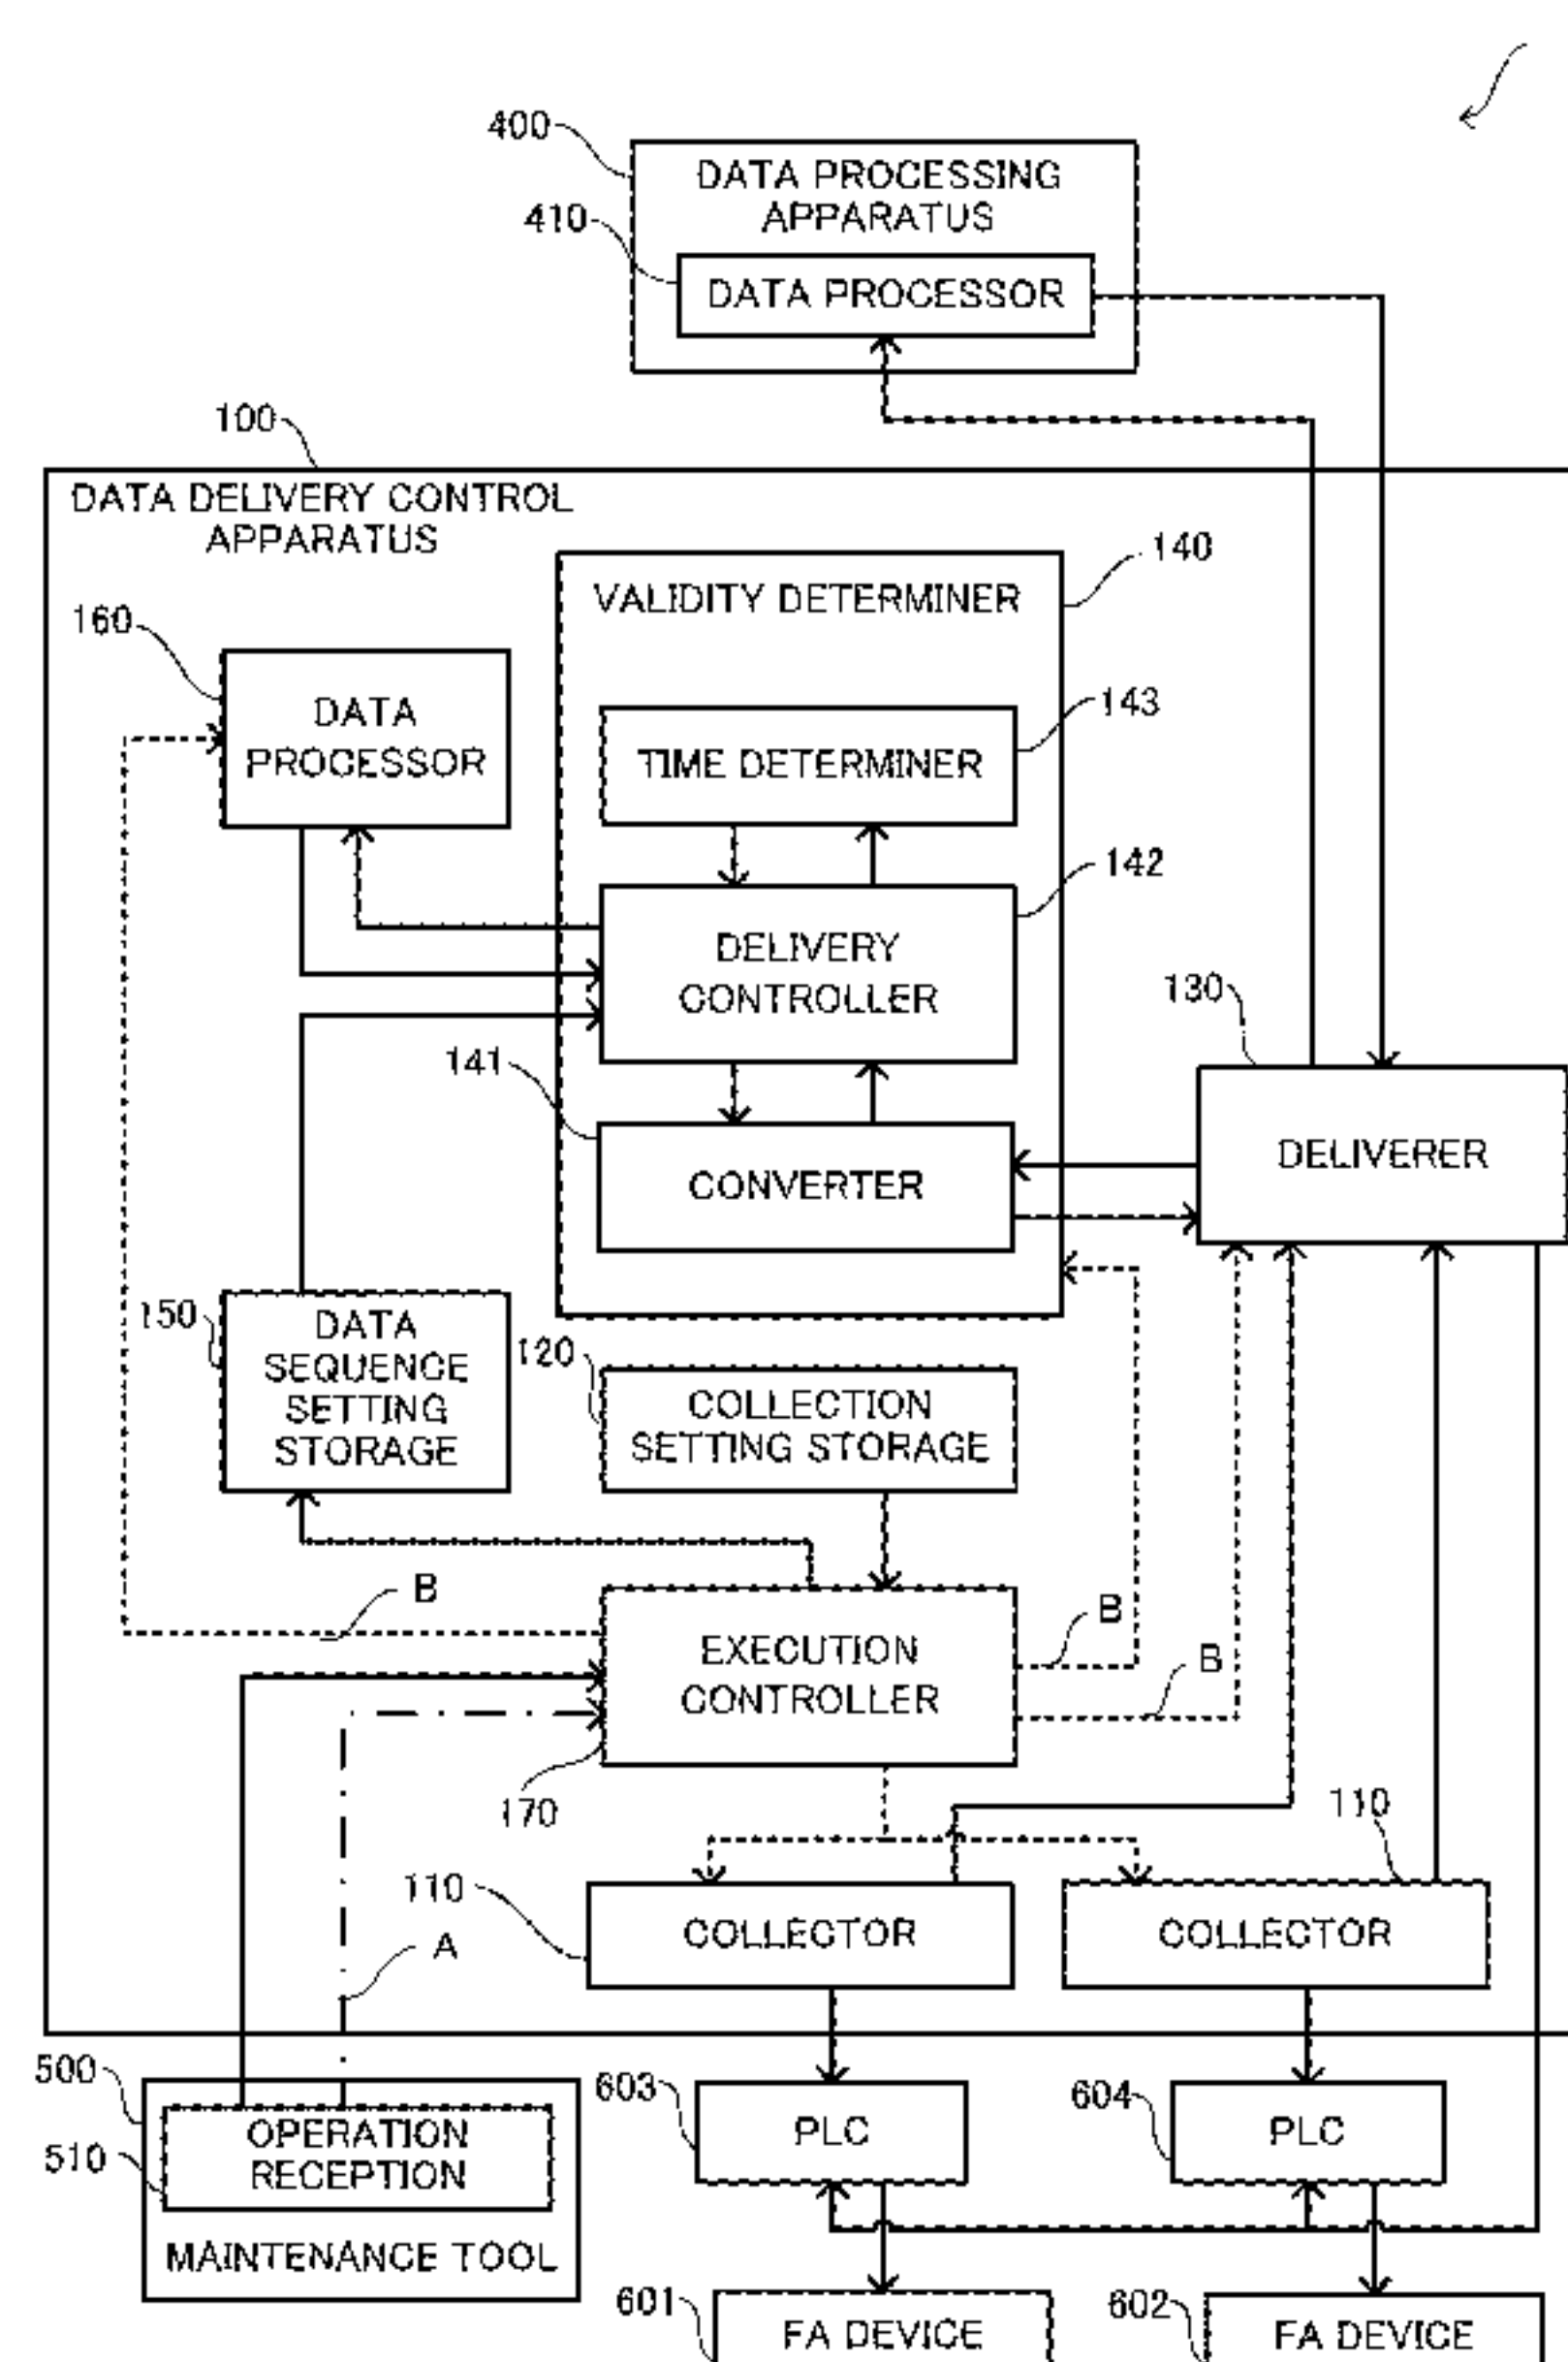 400
DATA PROCESSING
APPARATUS
410
DATA PROCESSOR
100
DATA DELIVERY CONTROL
APPARATUS
140
VALIDITY DETERMINER
160
DATA
PROCESSOR
143
TIME DETERMINER
142
DELIVERY
CONTROLLER
130
141
DELIVERER
CONVERTER
150
DATA
SEQUENCE
SETTING
STORAGE
120
COLLECTION
SETTING STORAGE
B
B
EXECUTION
CONTROLLER
B
170
110
110
COLLECTOR
COLLECTOR
A
500
603
604
510
OPERATION
RECEPTION
PLC
PLC
MAINTENANCE TOOL
601
FA DEVICE
602
FA DEVICE